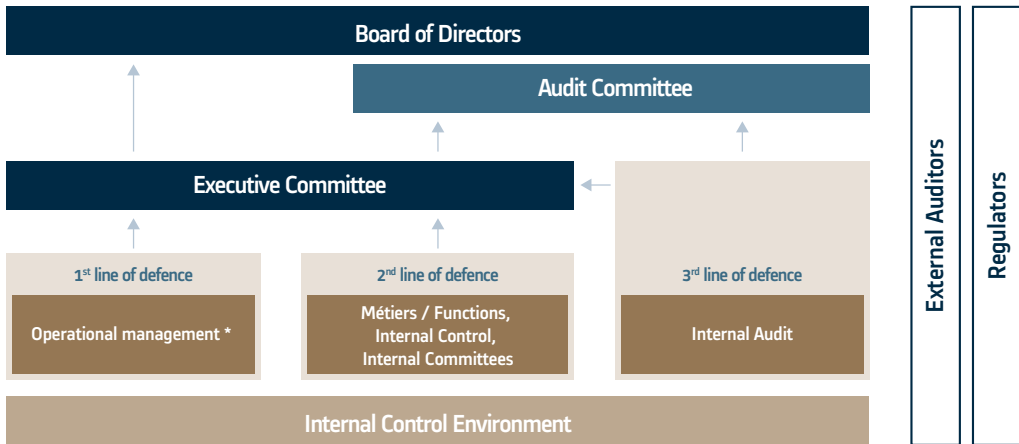 Board of Directors
Audit Committee
Executive Committee
1st line of defence
Operational management *
2nd line of defence
Métiers / Functions,
Internal Control,
Internal Committees
3rd line of defence
Internal Audit
Internal Control Environment
External Auditors
Regulators